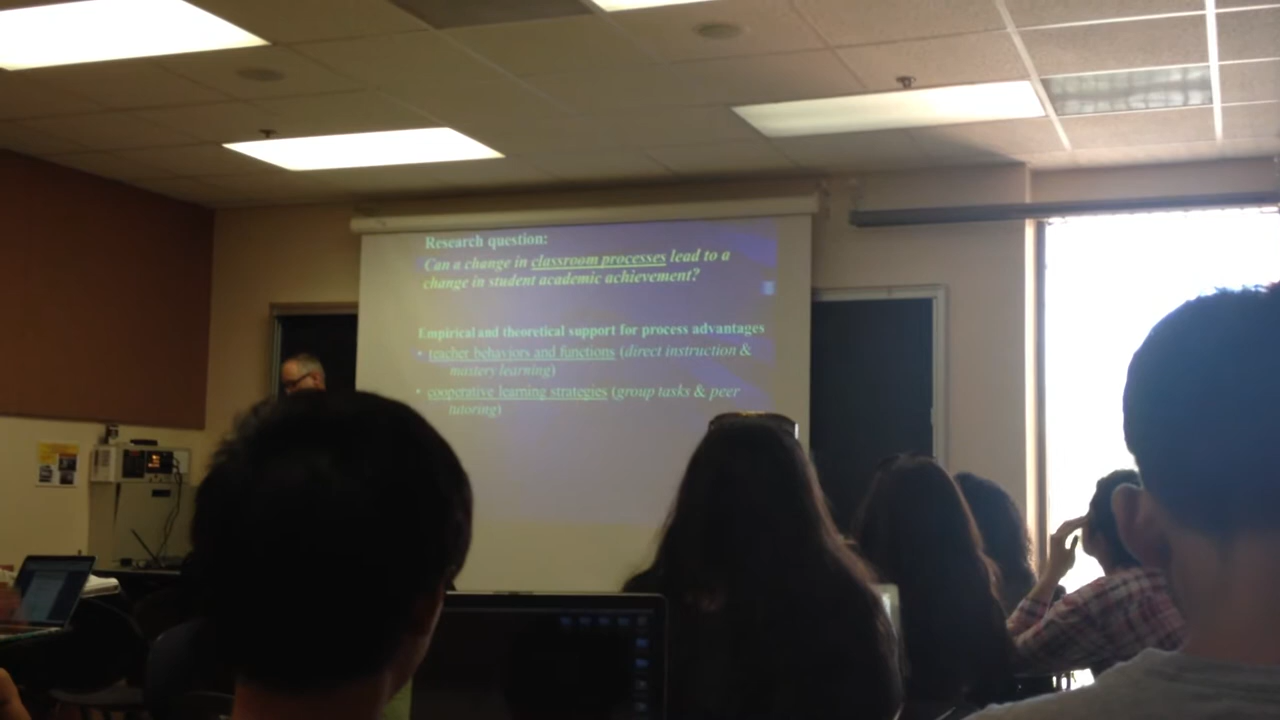 Research question:
Can a change in classroom processes lead to a
change in student academic achievement?
Empirical and theoretical support for process advantages
• teacher behaviors and functions (direct instruction &
mastery learning)
• cooperative learning strategies (group tasks & peer
tutoring)